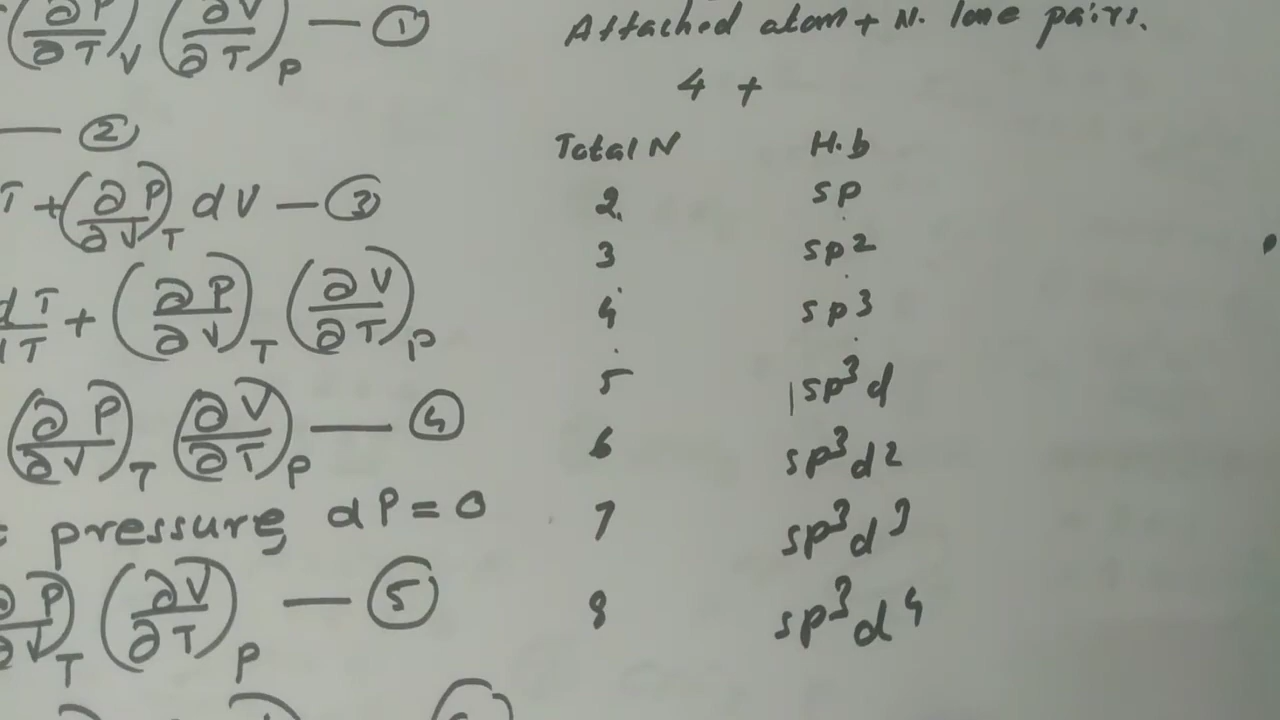 (∂P/∂T)V (∂V/∂T)P — ①
— ②
T + (∂P/∂V)T dV — ③
dT/dT + (∂P/∂V)T (∂V/∂T)P
(∂P/∂V)T (∂V/∂T)P — ④
pressure, dP = 0
(∂P/∂V)T (∂V/∂T)P — ⑤
Attached atom + N. lone pairs.
4 +
Total N H.b
2 sp
3 sp2
4 sp3
5 sp3d
6 sp3d2
7 sp3d3
8 sp3d4